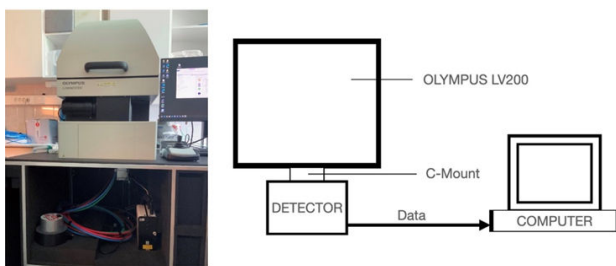 OLYMPUS
OLYMPUS LV200
C-Mount
DETECTOR
Data
COMPUTER